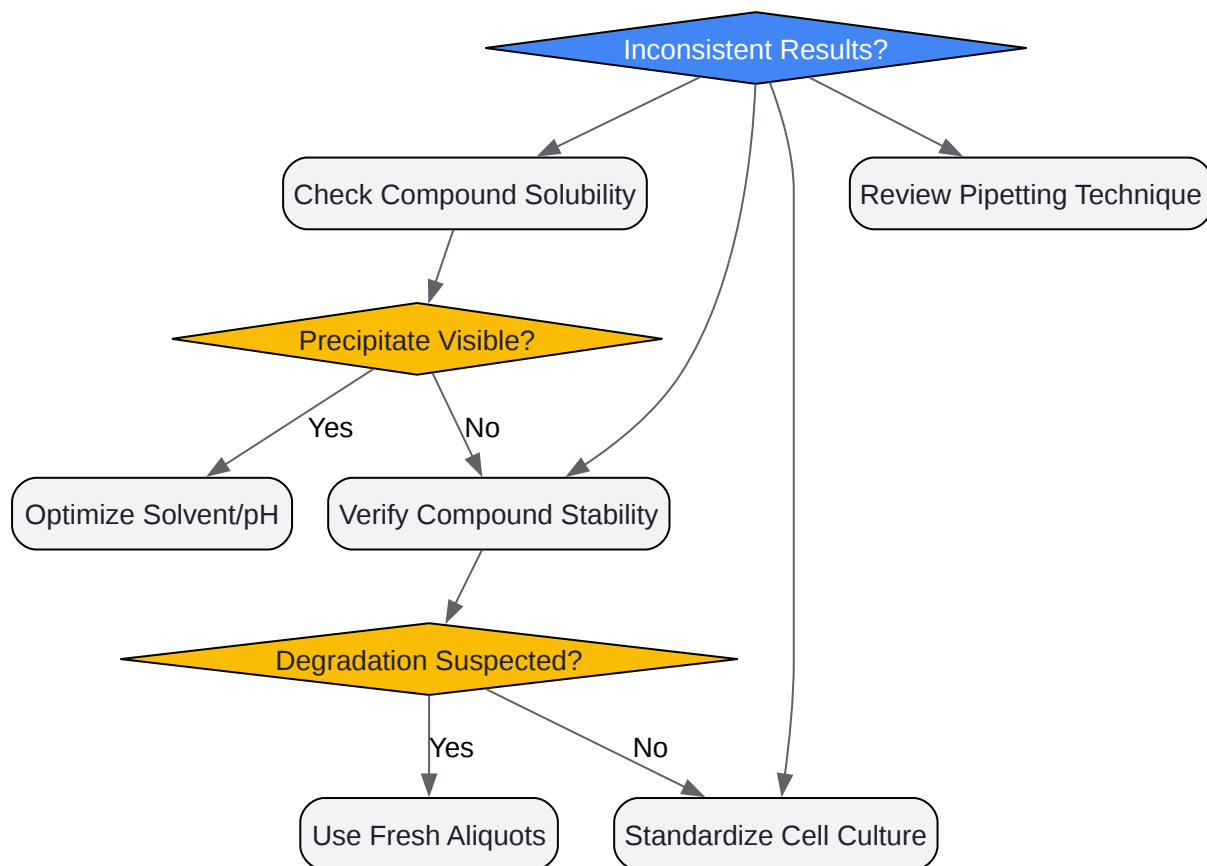 Inconsistent Results?
Check Compound Solubility
Review Pipetting Technique
Precipitate Visible?
Yes
No
Optimize Solvent/pH
Verify Compound Stability
Degradation Suspected?
Yes
No
Use Fresh Aliquots
Standardize Cell Culture